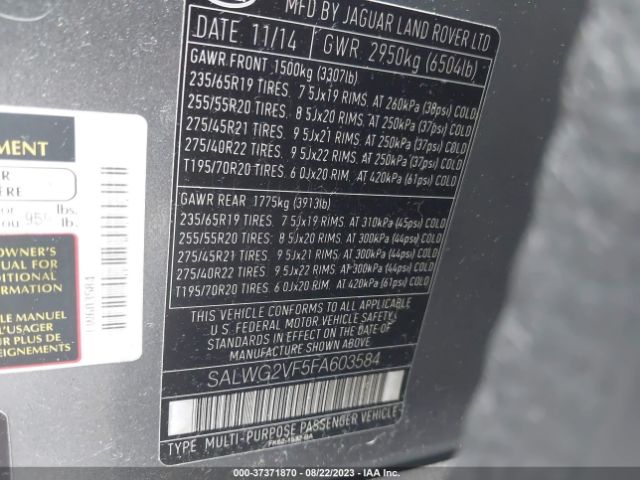 MFD BY JAGUAR LAND ROVER LTD
DATE: 11/14 GWR 2950kg (6504lb)
GAWR FRONT 1500kg (3307lb)
235/65R19 TIRES, 7 5Jx19 RIMS, AT 260kPa (38psi) COLD
255/55R20 TIRES, 8 5Jx20 RIMS, AT 250kPa (37psi) COLD
275/45R21 TIRES, 9 5Jx21 RIMS, AT 250kPa (37psi) COLD
275/40R22 TIRES, 9 5Jx22 RIMS, AT 250kPa (37psi) COLD
T195/70R20 TIRES, 6 0Jx20 RIM, AT 420kPa (61psi) COLD
GAWR REAR 1775kg (3913lb)
235/65R19 TIRES, 7 5Jx19 RIMS, AT 310kPa (45psi) COLD
255/55R20 TIRES, 8 5Jx20 RIMS, AT 300kPa (44psi) COLD
275/45R21 TIRES, 9 5Jx21 RIMS, AT 300kPa (44psi) COLD
275/40R22 TIRES, 9 5Jx22 RIMS, AT 300kPa (44psi) COLD
T195/70R20 TIRES, 6 0Jx20 RIM, AT 420kPa (61psi) COLD
THIS VEHICLE CONFORMS TO ALL APPLICABLE
U S FEDERAL MOTOR VEHICLE SAFETY
STANDARDS IN EFFECT ON THE DATE OF
MANUFACTURE SHOWN ABOVE
SALWG2VF5FA603584
TYPE MULTI-PURPOSE PASSENGER VEHICLE
EMENT
lbs.
lb.
OWNER'S
NUAL FOR
DITIONAL
FORMATION
LE MANUEL
L'USAGER
UR PLUS DE
EIGNEMENTS
000-37371870 - 08/22/2023 - IAA Inc.